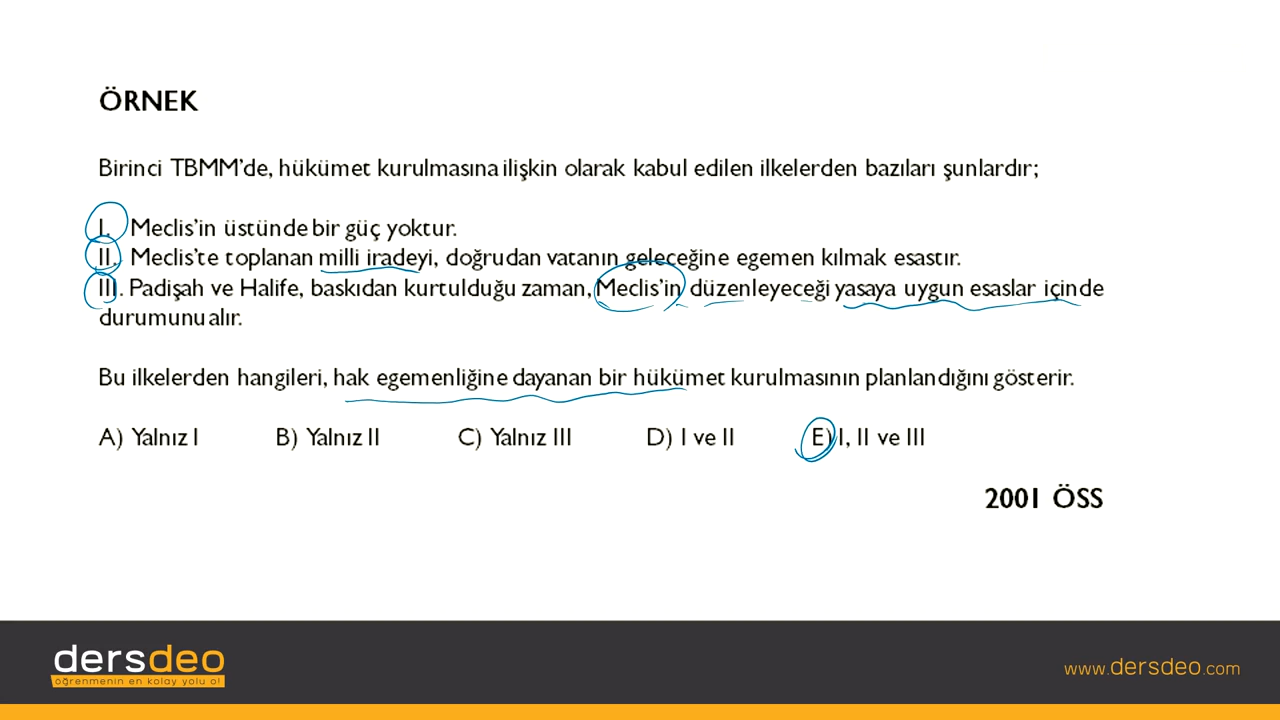 ÖRNEK
Birinci TBMM'de, hükümet kurulmasına ilişkin olarak kabul edilen ilkelerden bazıları şunlardır;
I. Meclis'in üstünde bir güç yoktur.
II. Meclis'te toplanan milli iradeyi, doğrudan vatanın geleceğine egemen kılmak esastır.
III. Padişah ve Halife, baskıdan kurtulduğu zaman, Meclis'in düzenleyeceği yasaya uygun esaslar içinde
durumunu alır.
Bu ilkelerden hangileri, hak egemenliğine dayanan bir hükümet kurulmasının planlandığını gösterir.
A) Yalnız I B) Yalnız II C) Yalnız III D) I ve II E) I, II ve III
2001 ÖSS
dersdeo
öğrenmenin en kolay yolu o!
www.dersdeo.com